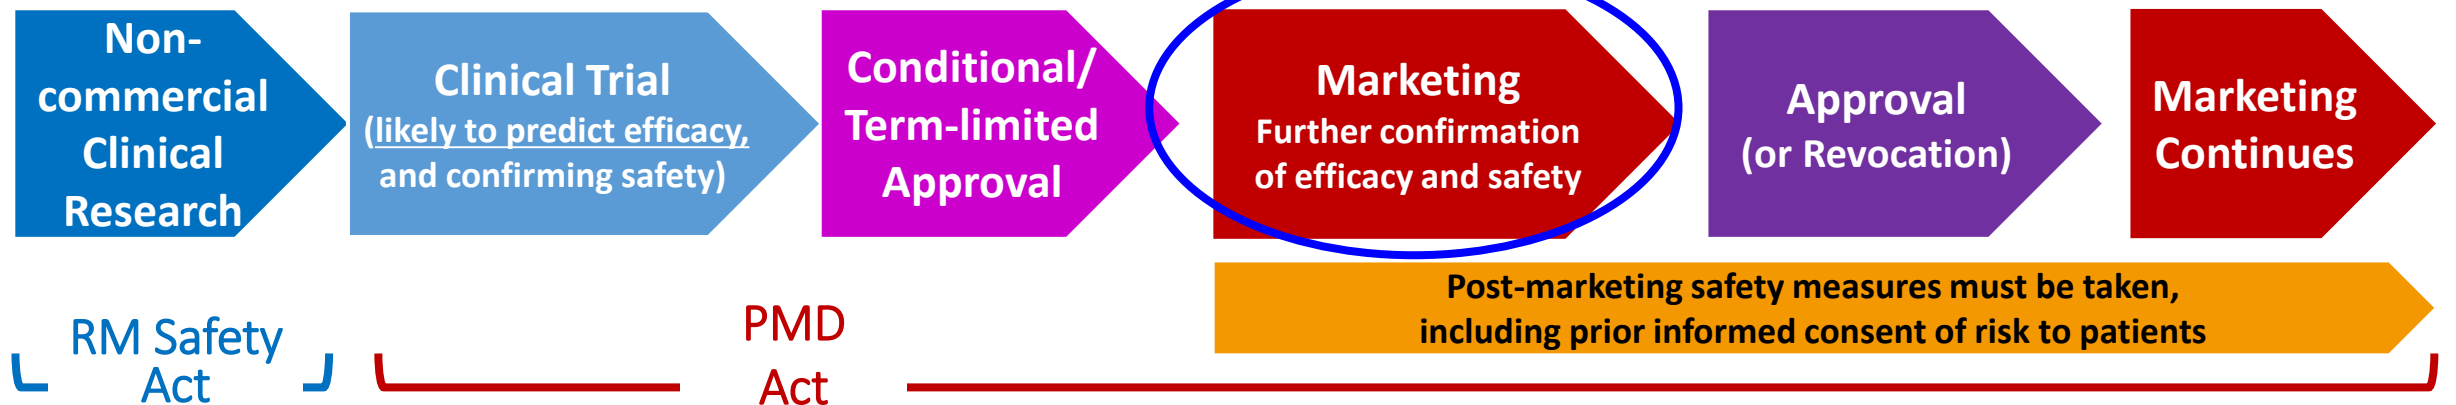 Non-
commercial
Clinical
Research
Clinical Trial
(likely to predict efficacy,
and confirming safety)
Conditional/
Term-limited
Approval
Marketing
Further confirmation
of efficacy and safety
Approval
(or Revocation)
Marketing
Continues
Post-marketing safety measures must be taken,
including prior informed consent of risk to patients
RM Safety
Act
PMD
Act